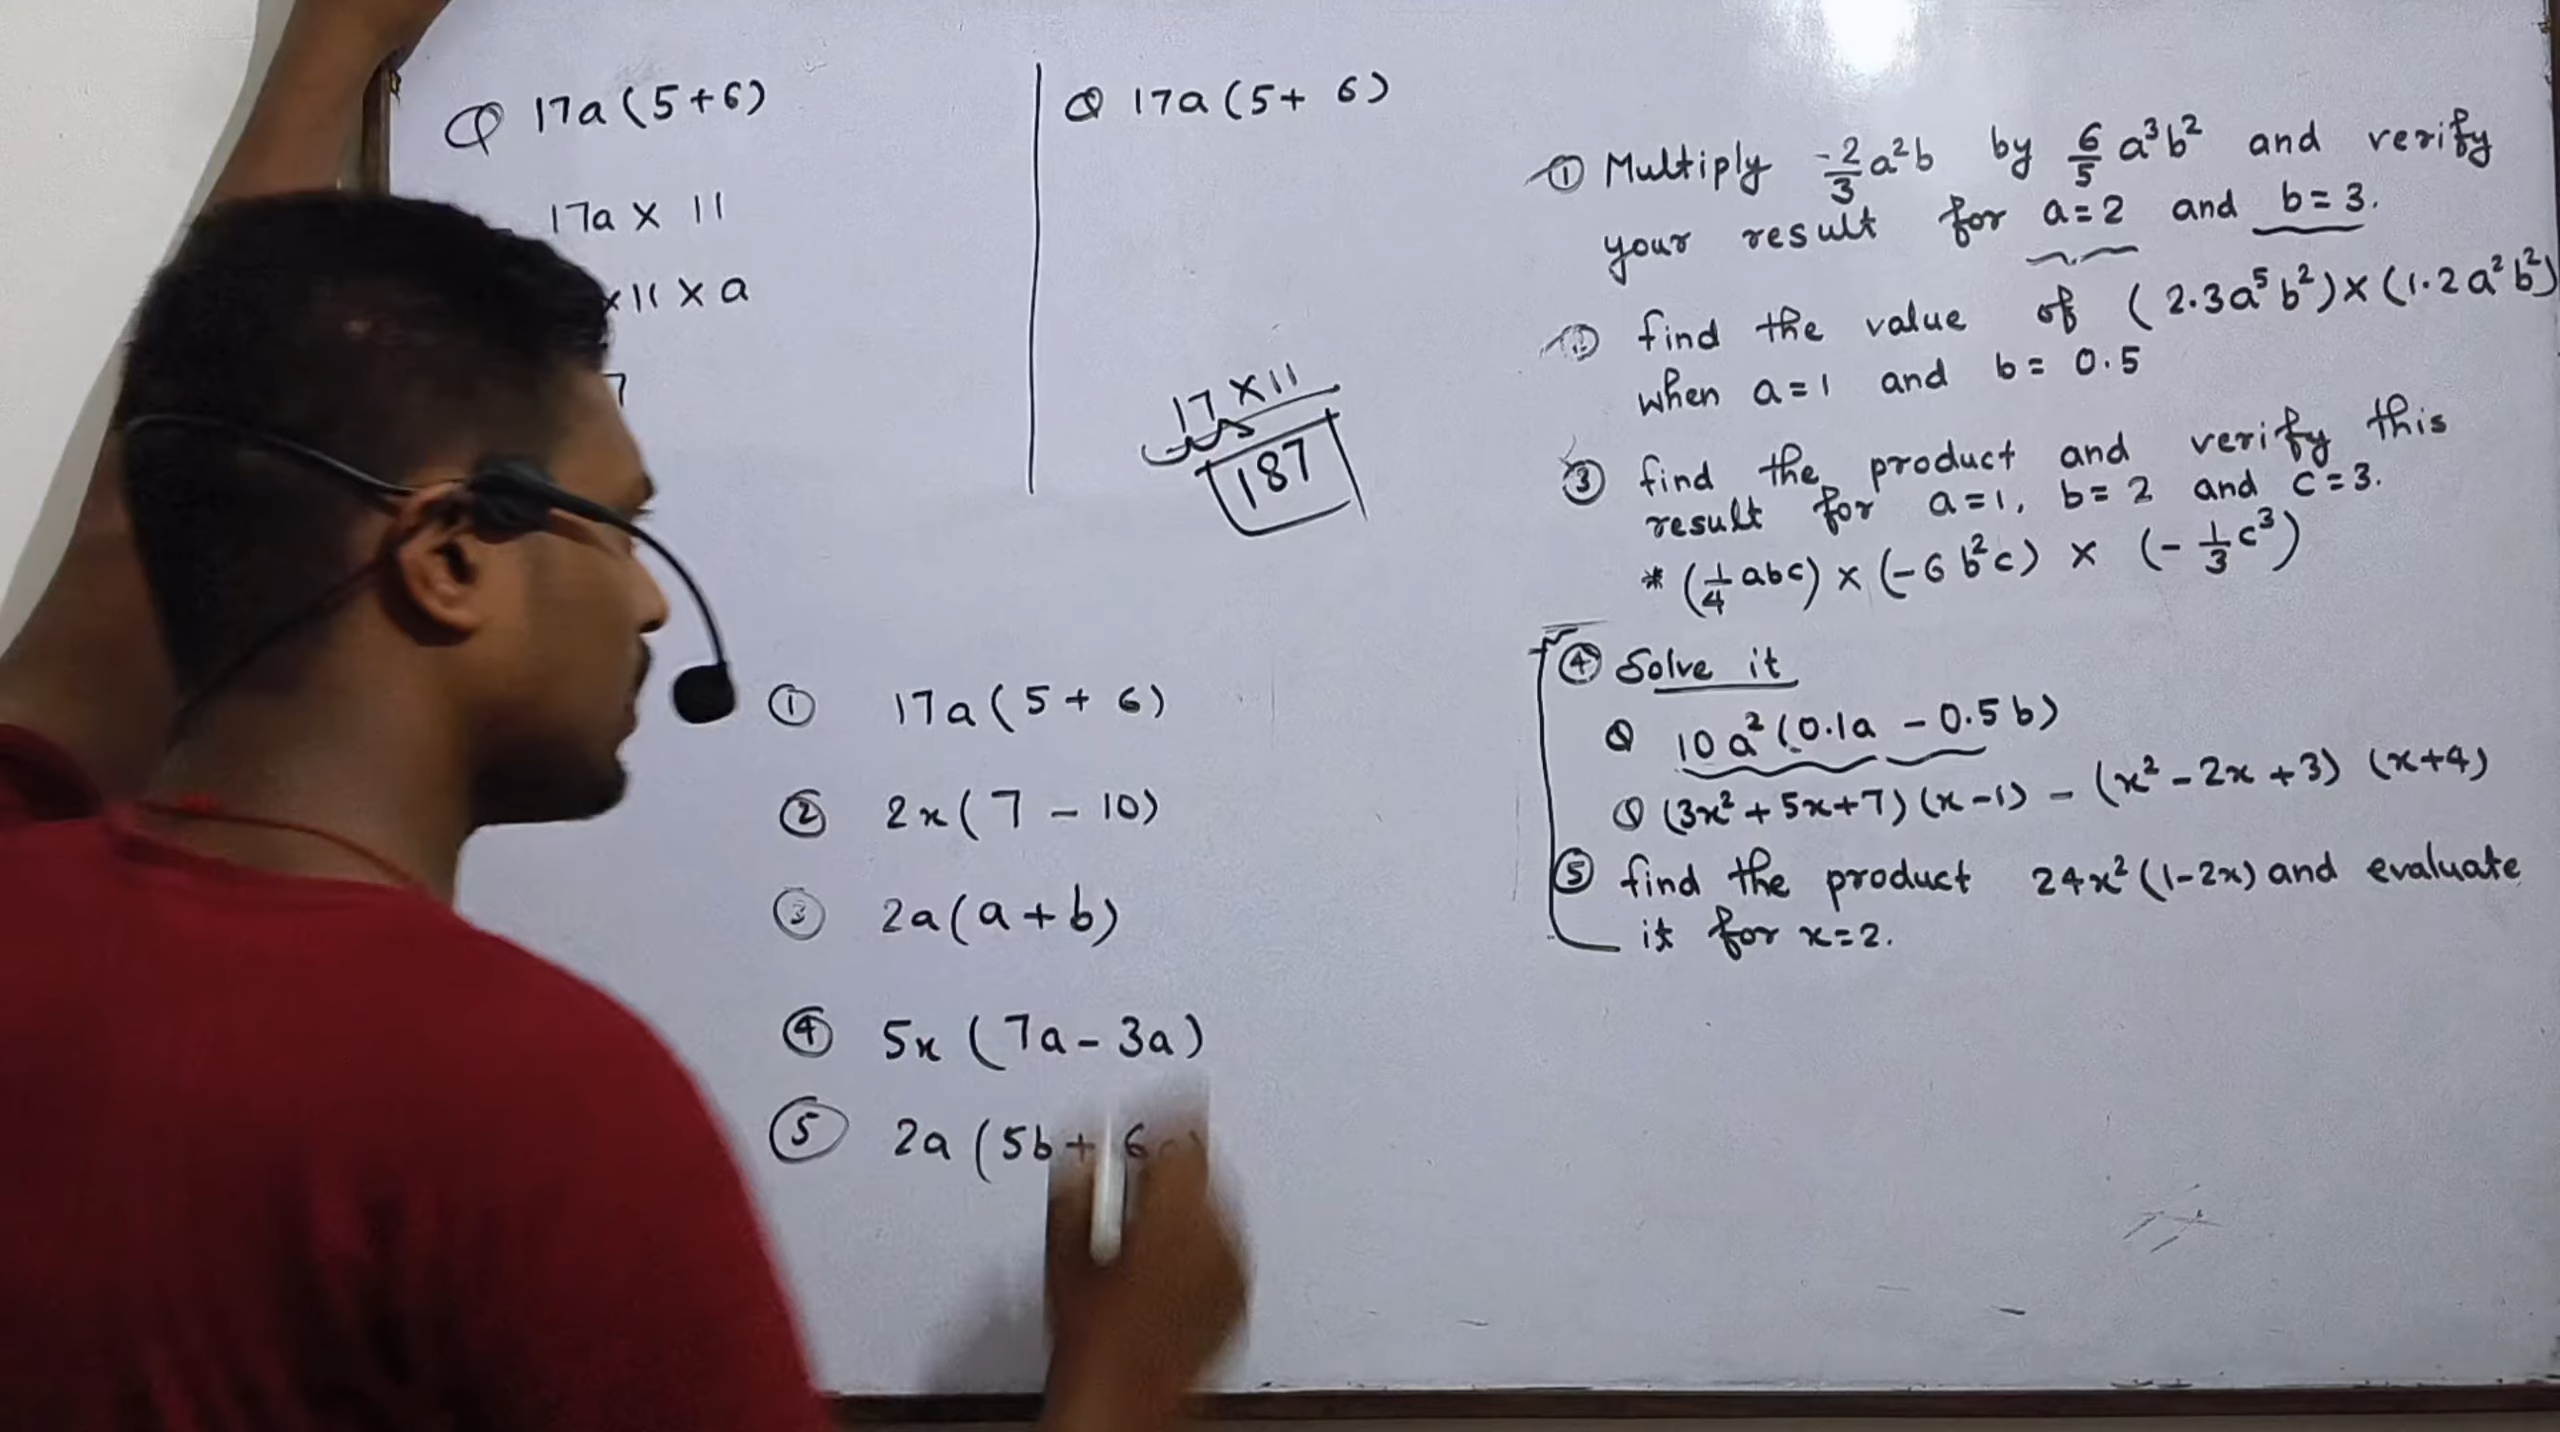 Q 17a(5+6)
17a × 11
×11 × a
7
Q 17a(5+ 6)
17 × 11
187
① 17a(5 + 6)
② 2x(7 - 10)
③ 2a(a + b)
④ 5x (7a - 3a)
⑤ 2a (5b + 6
① Multiply -2/3 a²b by 6/5 a³b² and verify
your result for a=2 and b=3.
② find the value of (2.3a⁵b²)×(1.2a²b²)
when a=1 and b= 0.5
③ find the product and verify this
result for a=1, b=2 and c=3.
* (1/4 abc) × (-6b²c) × (- 1/3 c³)
④ Solve it
Q 10a²(0.1a - 0.5b)
Q (3x² + 5x+7) (x-1) - (x² - 2x +3) (x+4)
⑤ find the product 24x²(1-2x) and evaluate
it for x=2.